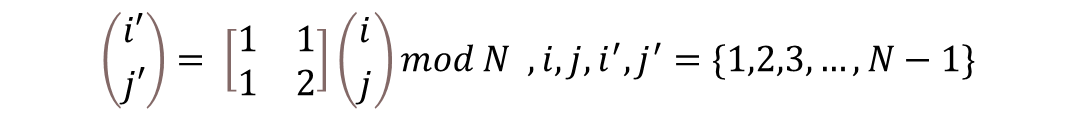 (i′ j′) = [1 1 1 2] (i j) mod N , i, j, i′, j′ = {1,2,3, … , N − 1}